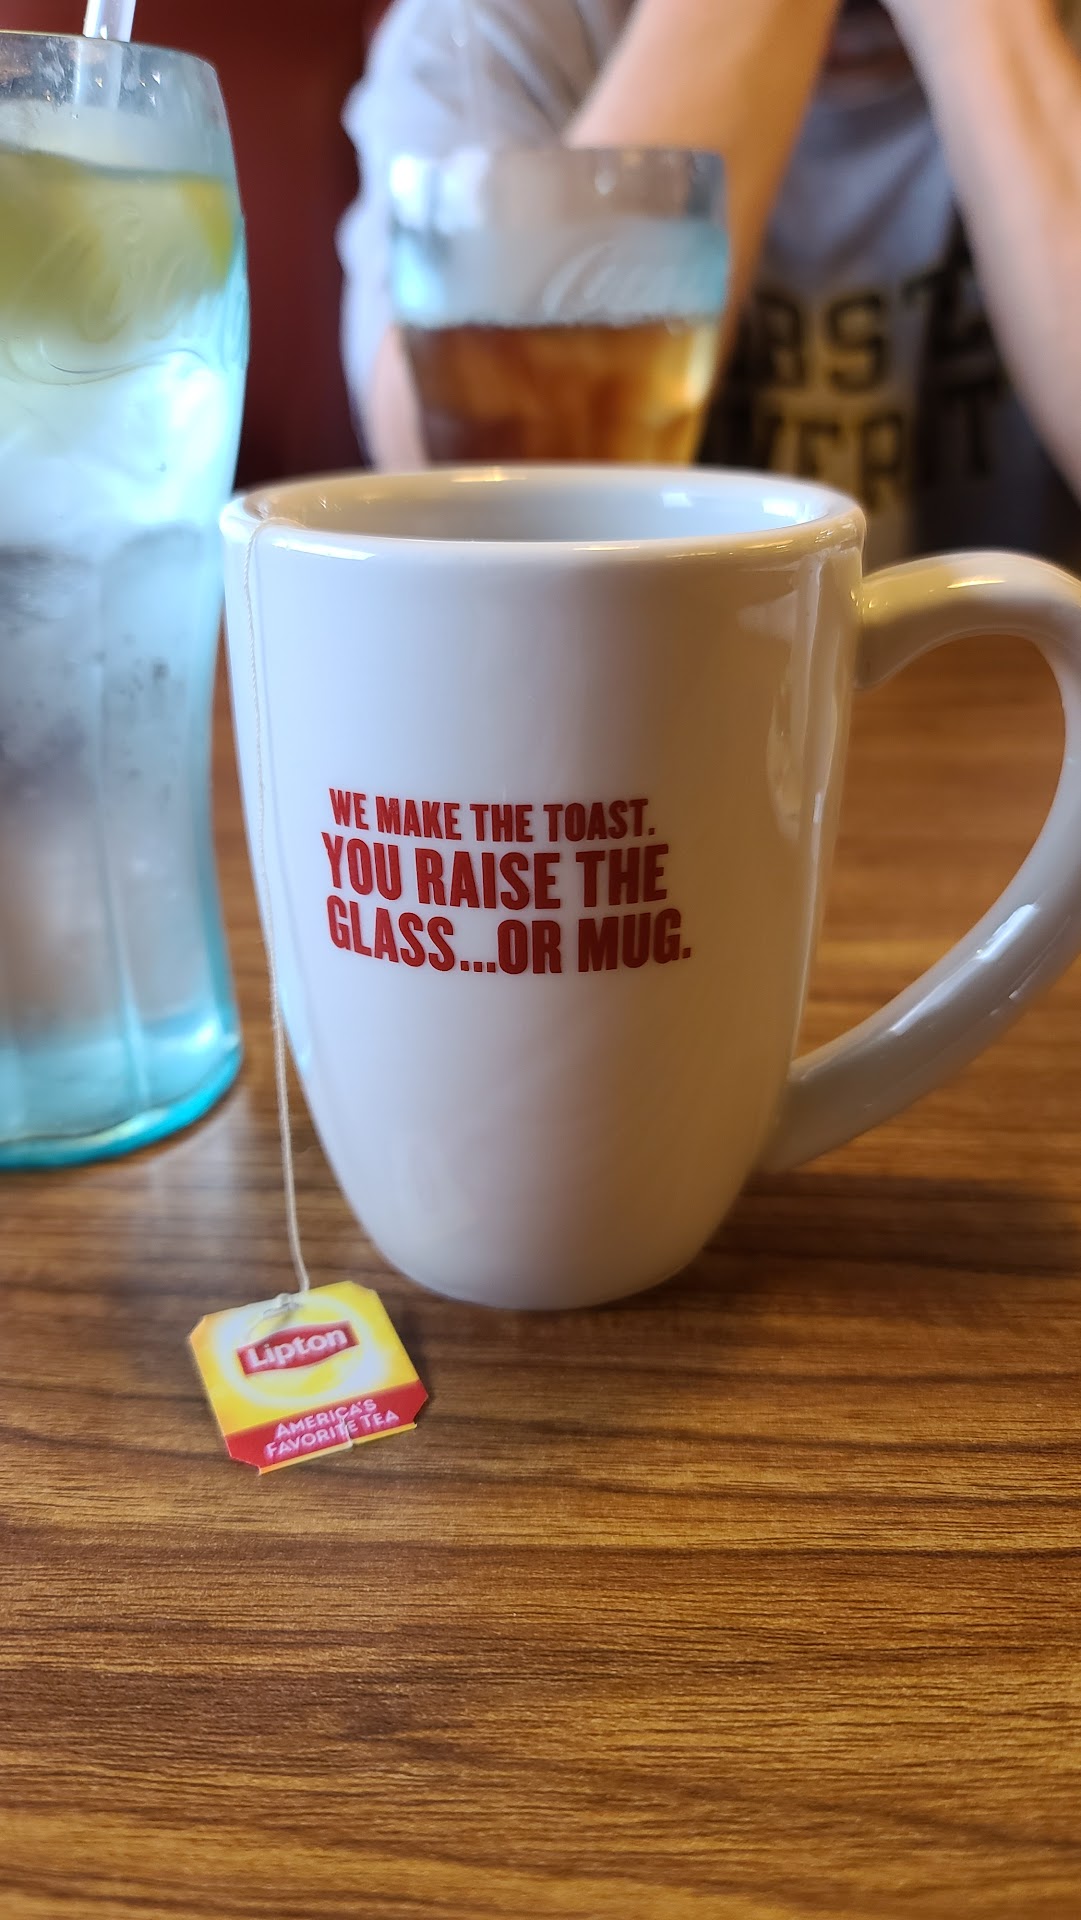 WE MAKE THE TOAST.
YOU RAISE THE
GLASS...OR MUG.
Lipton
AMERICA'S
FAVORITE TEA